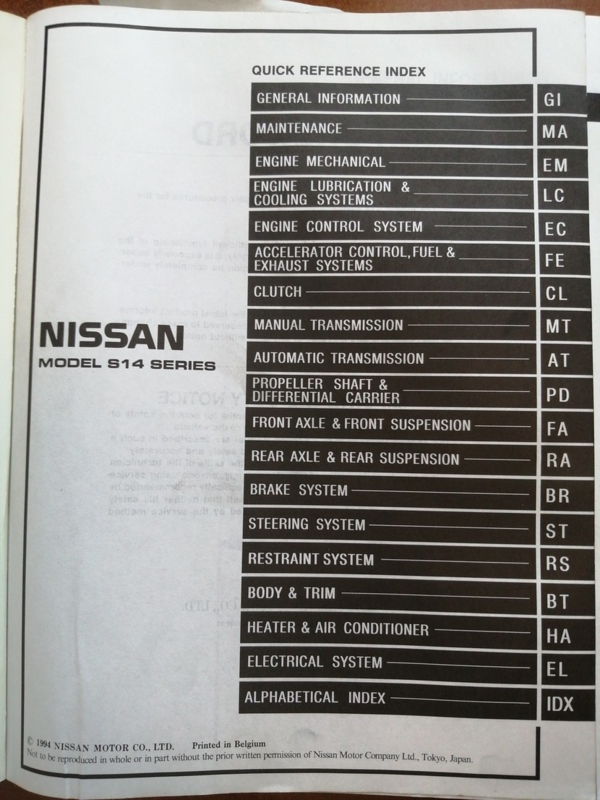 QUICK REFERENCE INDEX
GENERAL INFORMATION GI
MAINTENANCE MA
ENGINE MECHANICAL EM
ENGINE LUBRICATION &
COOLING SYSTEMS LC
ENGINE CONTROL SYSTEM EC
ACCELERATOR CONTROL, FUEL &
EXHAUST SYSTEMS FE
CLUTCH CL
MANUAL TRANSMISSION MT
AUTOMATIC TRANSMISSION AT
PROPELLER SHAFT &
DIFFERENTIAL CARRIER PD
FRONT AXLE & FRONT SUSPENSION FA
REAR AXLE & REAR SUSPENSION RA
BRAKE SYSTEM BR
STEERING SYSTEM ST
RESTRAINT SYSTEM RS
BODY & TRIM BT
HEATER & AIR CONDITIONER HA
ELECTRICAL SYSTEM EL
ALPHABETICAL INDEX IDX
NISSAN
MODEL S14 SERIES
© 1994 NISSAN MOTOR CO., LTD. Printed in Belgium
Not to be reproduced in whole or in part without the prior written permission of Nissan Motor Company Ltd., Tokyo, Japan.